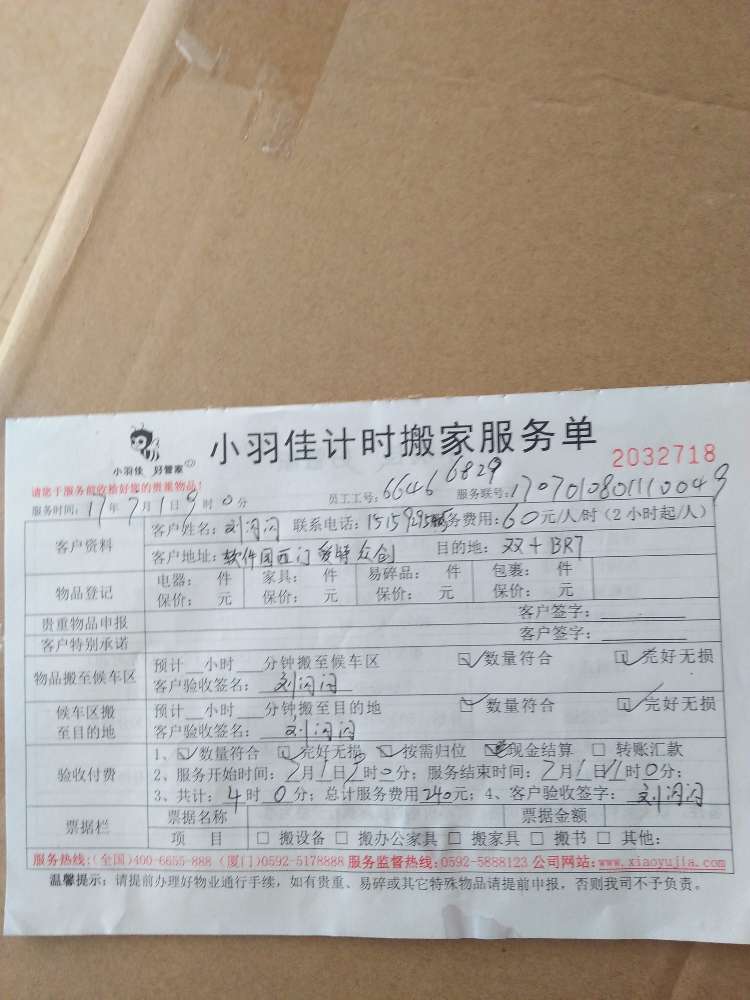 小羽佳 好管家
小羽佳计时搬家服务单
2032718
请您于服务前收拾好您的贵重物品!
服务时间: 17年7月1日9时0分 员工工号: 6646 6829 服务联号: 1707010801110049
客户资料
客户姓名: 刘闪闪 联系电话: 服务费用: 60元/人/时(2小时起/人)
客户地址: 软件园西门 爱特众创 目的地: 双十BR7
物品登记
电器: 件 家具: 件 易碎品: 件 包裹: 件
保价: 元 保价: 元 保价: 元 保价: 元
贵重物品申报 客户签字:
客户特别承诺 客户签字:
物品搬至候车区
预计 小时 分钟搬至候车区 ☑数量符合 ☑完好无损
客户验收签名: 刘闪闪
候车区搬至目的地
预计 小时 分钟搬至目的地 ☑数量符合 ☑完好无损
客户验收签名: 刘闪闪
验收付费
1、☑数量符合 ☑完好无损 ☑按需归位 ☑现金结算 □转账汇款
2、服务开始时间: 7月1日9时0分; 服务结束时间: 7月1日11时0分;
3、共计: 4时0分; 总计服务费用240元; 4、客户验收签字: 刘闪闪
票据栏
票据名称 票据金额
项 目 □搬设备 □搬办公家具 □搬家具 □搬书 □其他:
服务热线:(全国)400-6655-888 (厦门)0592-5178888 服务监督热线:0592-5888123 公司网站:www.xiaoyujia.com
温馨提示: 请提前办理好物业通行手续, 如有贵重、易碎或其它特殊物品请提前申报, 否则我司不予负责。